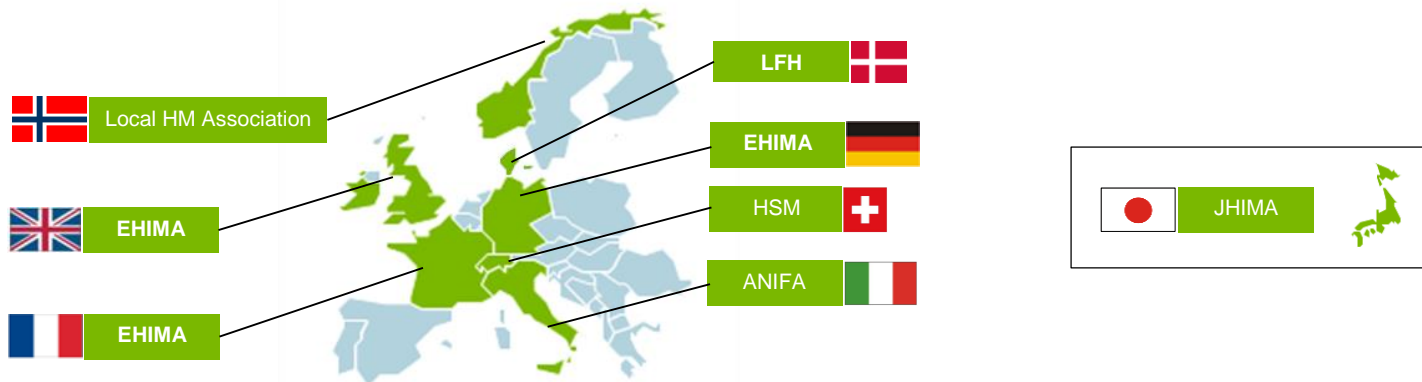 LFH
Local HM Association
EHIMA
HSM
JHIMA
EHIMA
ANIFA
EHIMA